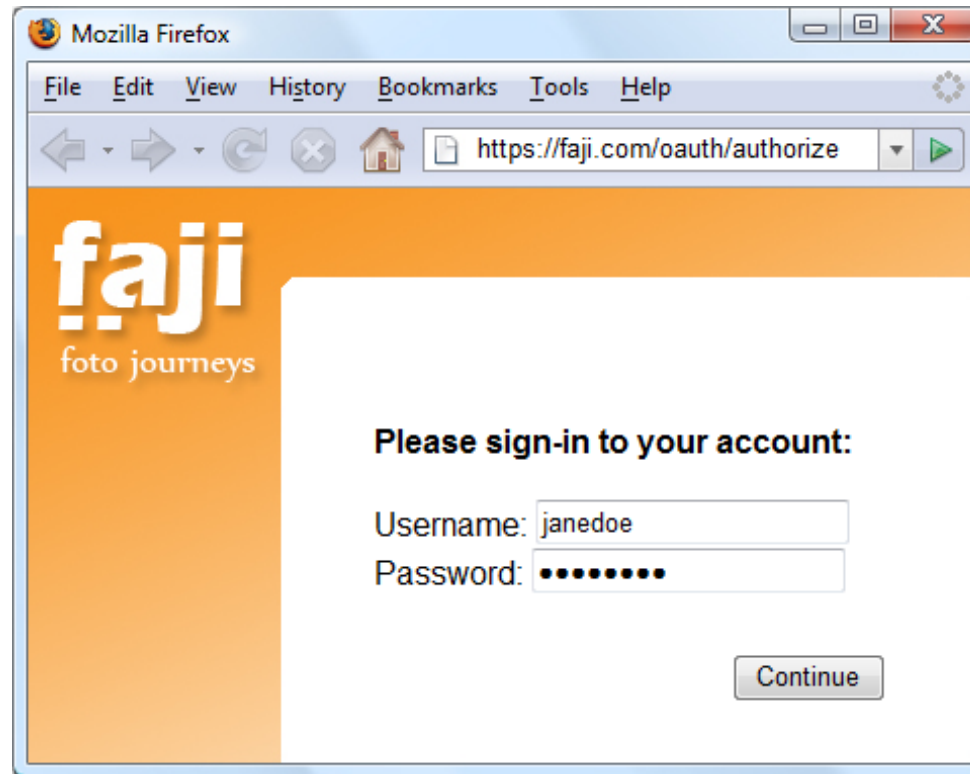 Mozilla Firefox
File Edit View History Bookmarks Tools Help
https://faji.com/oauth/authorize
faji
foto journeys
Please sign-in to your account:
Username: janedoe
Password: ••••••••
Continue